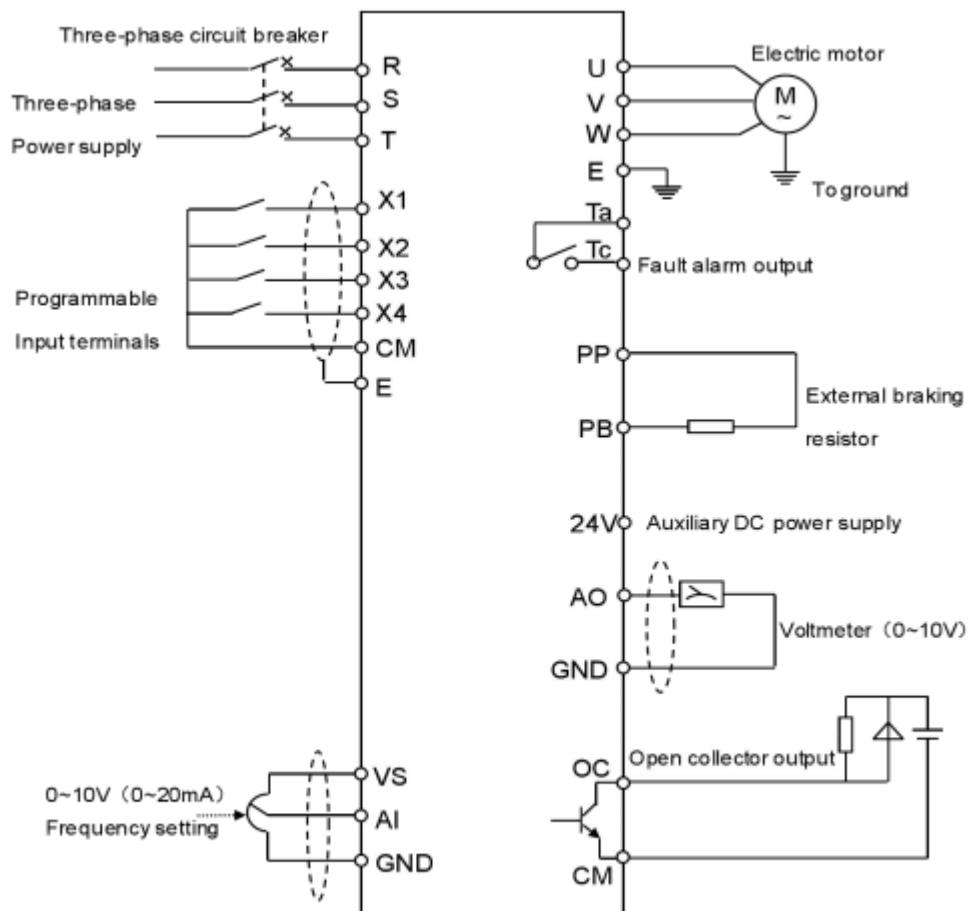 Three-phase circuit breaker
R
S
Three-phase
T
Power supply
X1
X2
X3
Programmable
X4
Input terminals
CM
E
VS
0~10V（0~20mA）
AI
Frequency setting
GND
U
Electric motor
V
M
~
W
E
To ground
Ta
Tc
Fault alarm output
PP
External braking
PB
resistor
24V
Auxiliary DC power supply
AO
Voltmeter（0~10V）
GND
Open collector output
OC
CM